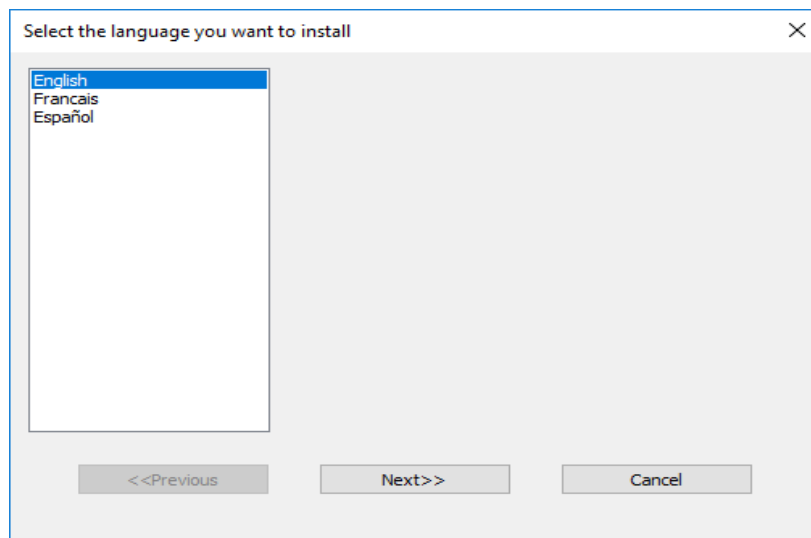 Select the language you want to install
English
Francais
Español
<<Previous
Next>>
Cancel